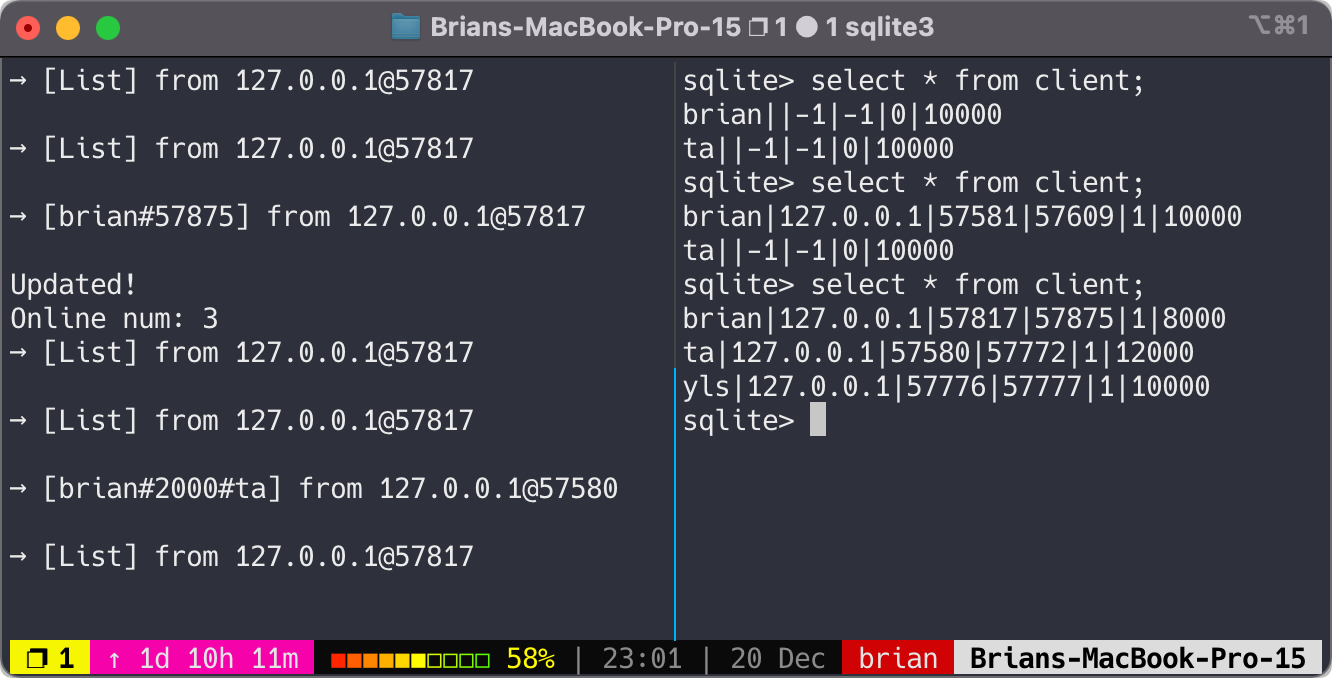 Brians-MacBook-Pro-15 1 1 sqlite3 ⌥⌘1
→ [List] from 127.0.0.1@57817
→ [List] from 127.0.0.1@57817
→ [brian#57875] from 127.0.0.1@57817
Updated!
Online num: 3
→ [List] from 127.0.0.1@57817
→ [List] from 127.0.0.1@57817
→ [brian#2000#ta] from 127.0.0.1@57580
→ [List] from 127.0.0.1@57817
sqlite> select * from client;
brian||-1|-1|0|10000
ta||-1|-1|0|10000
sqlite> select * from client;
brian|127.0.0.1|57581|57609|1|10000
ta||-1|-1|0|10000
sqlite> select * from client;
brian|127.0.0.1|57817|57875|1|8000
ta|127.0.0.1|57580|57772|1|12000
yls|127.0.0.1|57776|57777|1|10000
sqlite>
❐ 1 ↑ 1d 10h 11m 58% | 23:01 | 20 Dec brian Brians-MacBook-Pro-15